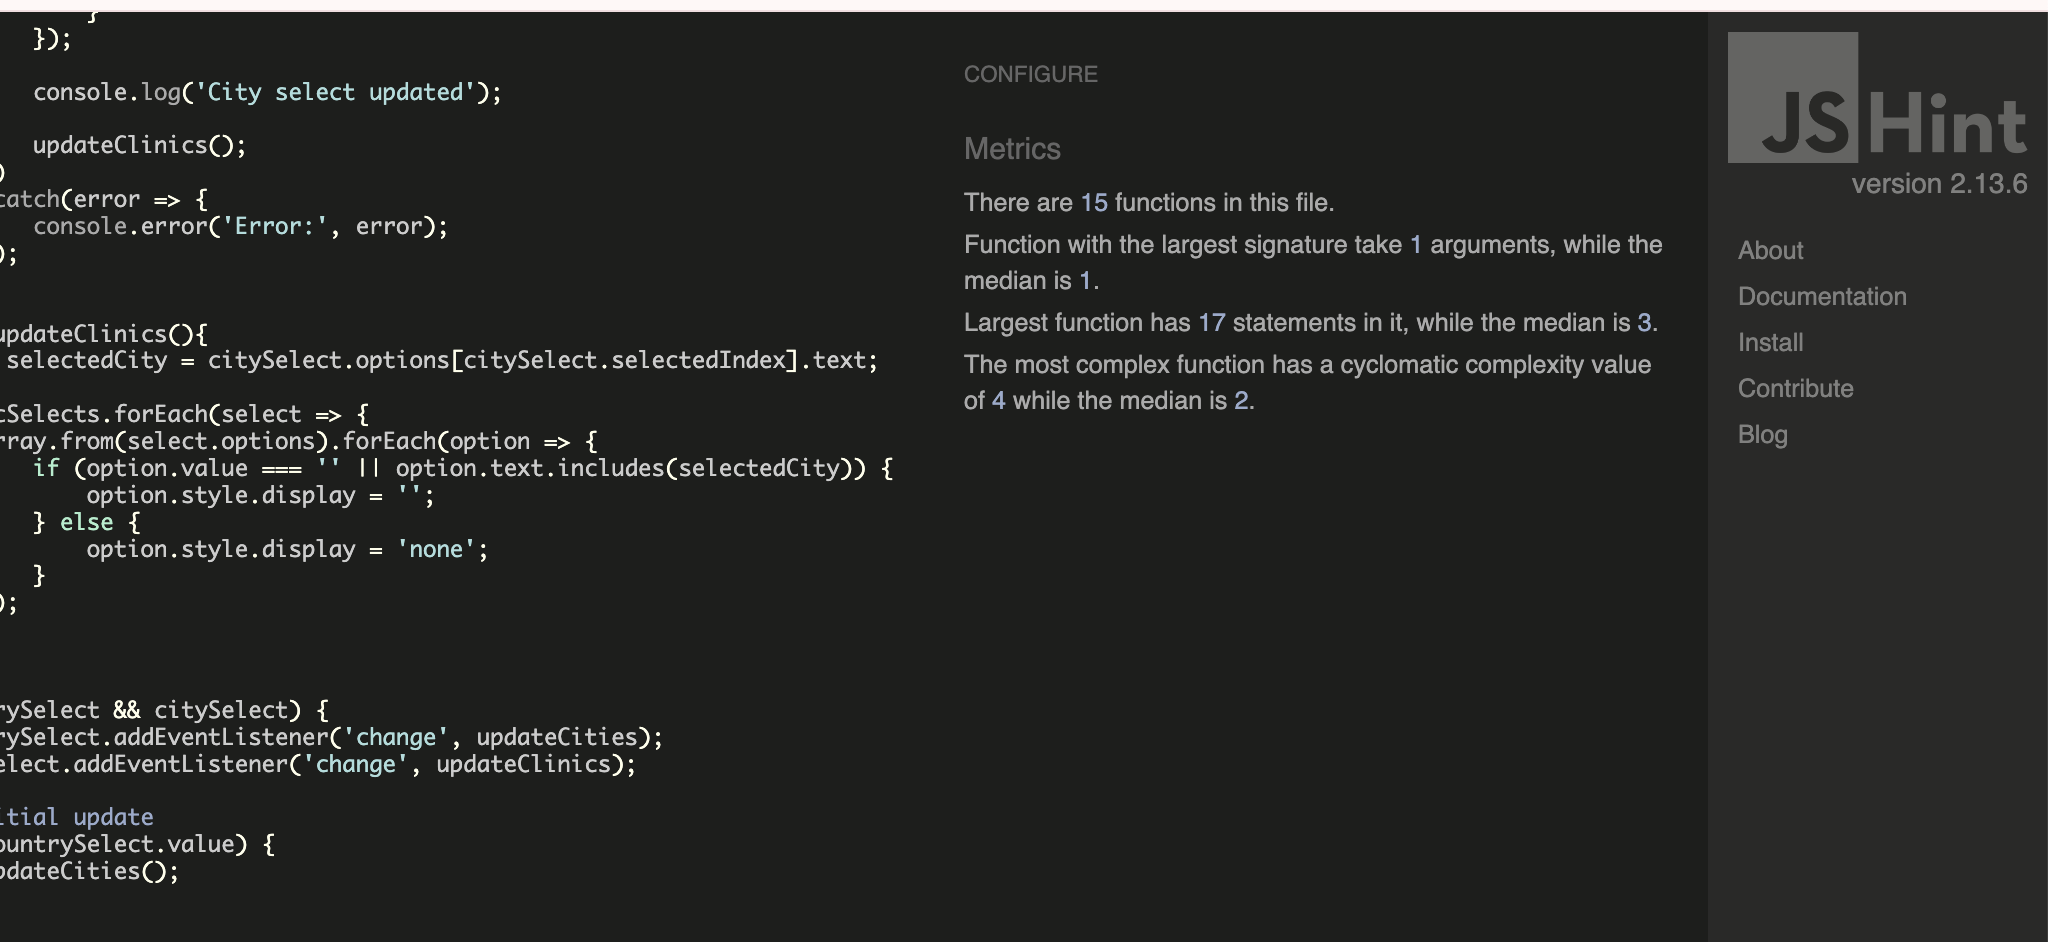 }
});
console.log('City select updated');
updateClinics();
)
catch(error => {
console.error('Error:', error);
);
updateClinics(){
selectedCity = citySelect.options[citySelect.selectedIndex].text;
cSelects.forEach(select => {
rray.from(select.options).forEach(option => {
if (option.value === '' || option.text.includes(selectedCity)) {
option.style.display = '';
} else {
option.style.display = 'none';
}
);
rySelect && citySelect) {
rySelect.addEventListener('change', updateCities);
elect.addEventListener('change', updateClinics);
itial update
ountrySelect.value) {
pdateCities();
CONFIGURE
Metrics
There are 15 functions in this file.
Function with the largest signature take 1 arguments, while the
median is 1.
Largest function has 17 statements in it, while the median is 3.
The most complex function has a cyclomatic complexity value
of 4 while the median is 2.
JSHint
version 2.13.6
About
Documentation
Install
Contribute
Blog